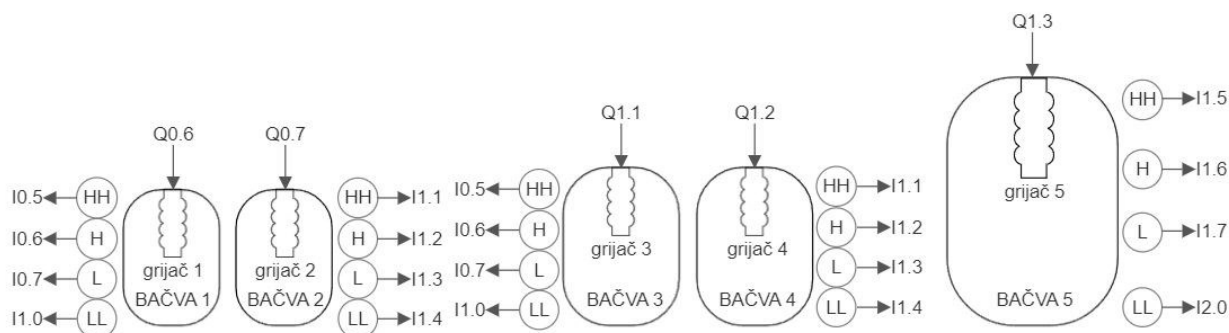 Q1.3
HH I1.5
Q1.1
Q1.2
Q0.6
Q0.7
H I1.6
grijač 5
I0.5 HH
HH I1.1
I0.5 HH
HH I1.1
I0.6 H
H I1.2
I0.6 H
H I1.2
L I1.7
grijač 1
grijač 2
grijač 3
grijač 4
I0.7 L
L I1.3
I0.7 L
L I1.3
BAČVA 1
BAČVA 2
BAČVA 3
BAČVA 4
BAČVA 5
I1.0 LL
LL I1.4
I1.0 LL
LL I1.4
LL I2.0